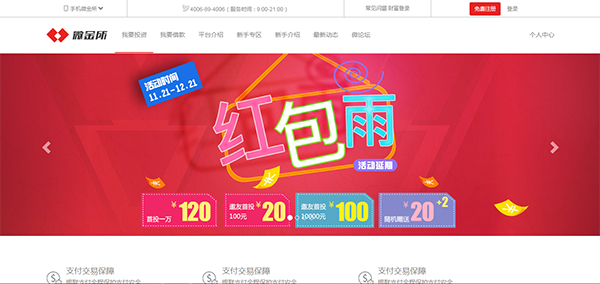 手机微金所
4006-89-4006(服务时间:9:00-21:00)
常见问题 财富登录
免费注册 登录
微金所
我要投资 我要借款 平台介绍 新手专区 新手介绍 最新动态 微论坛 个人中心
活动时间
11.21-12.21
红包雨
活动延期
首投一万 ¥120
邀友首投 100元 ¥20
邀友首投 10000元 ¥100
随机赠送 ¥20 +2
支付交易保障 支付交易保障 支付交易保障